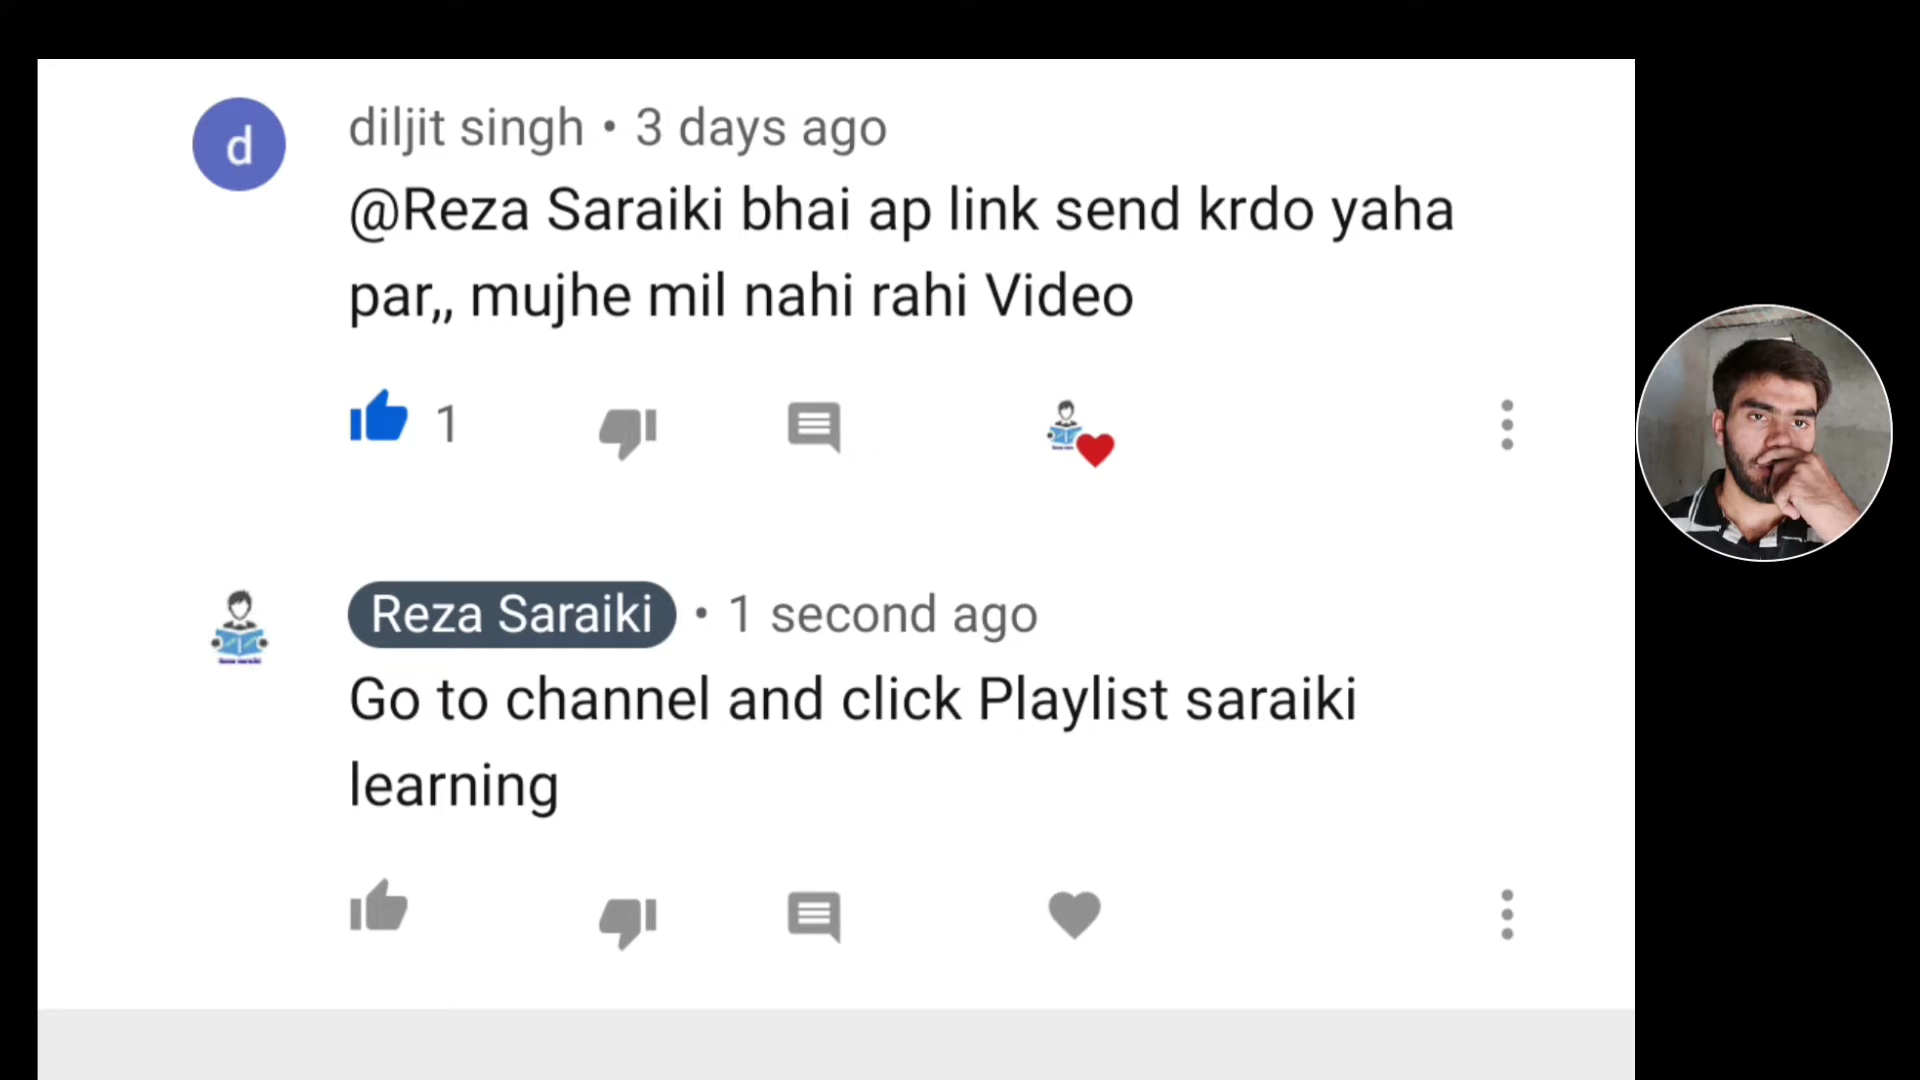 d
diljit singh • 3 days ago
@Reza Saraiki bhai ap link send krdo yaha
par,, mujhe mil nahi rahi Video
1
Reza Saraiki • 1 second ago
Go to channel and click Playlist saraiki
learning